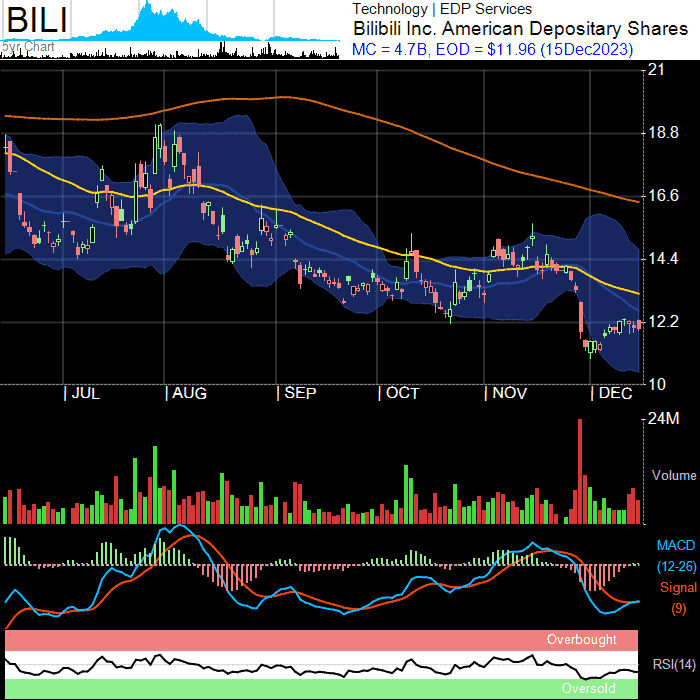 BILI
5yr Chart
Technology | EDP Services
Bilibili Inc. American Depositary Shares
MC = 4.7B, EOD = $11.96 (15Dec2023)
21
18.8
16.6
14.4
12.2
10
| JUL | AUG | SEP | OCT | NOV | DEC
24M
Volume
MACD
(12-26)
Signal
(9)
Overbought
RSI(14)
Oversold